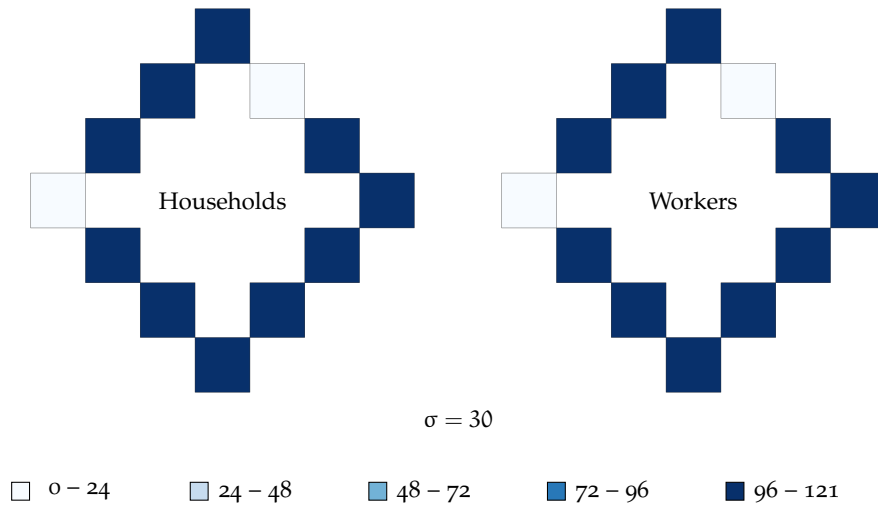 Households Workers
σ = 30
0 – 24 24 – 48 48 – 72 72 – 96 96 – 121